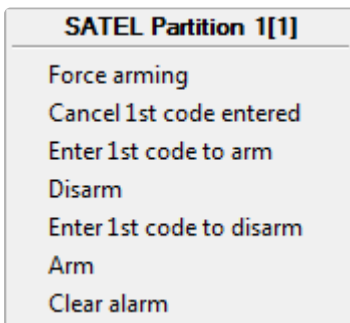 SATEL Partition 1[1]
Force arming
Cancel 1st code entered
Enter 1st code to arm
Disarm
Enter 1st code to disarm
Arm
Clear alarm